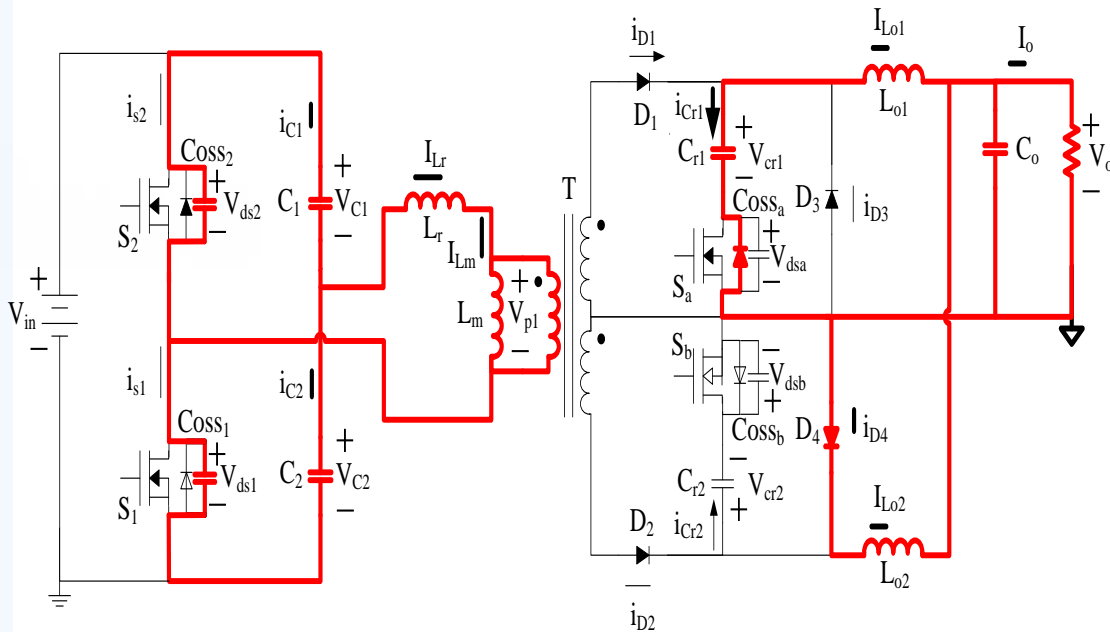 i_D1
I_Lo1
I_o
i_s2
i_C1
D_1
i_Cr1
L_o1
+
+
Coss_2
+
I_Lr
C_r1
V_cr1
C_o
V_o
−
−
+
V_ds2
C_1
V_C1
T
Coss_a
D_3
i_D3
S_2
−
−
L_r
+
I_Lm
V_dsa
+
+
S_a
−
V_in
L_m
V_p1
−
−
S_b
−
i_s1
i_C2
V_dsb
+
Coss_1
Coss_b
D_4
i_D4
+
+
−
V_ds1
C_2
V_C2
C_r2
V_cr2
S_1
−
−
I_Lo2
D_2
i_Cr2
+
L_o2
i_D2